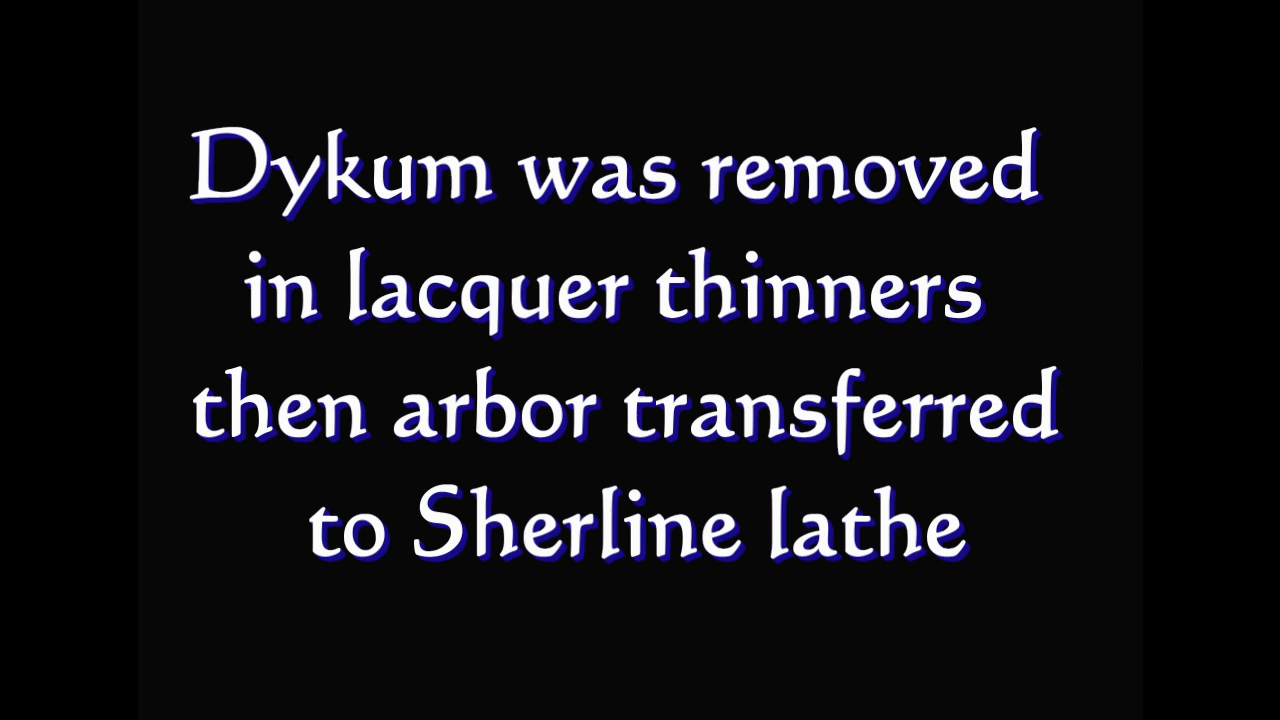 Dykum was removed
in lacquer thinners
then arbor transferred
to Sherline lathe